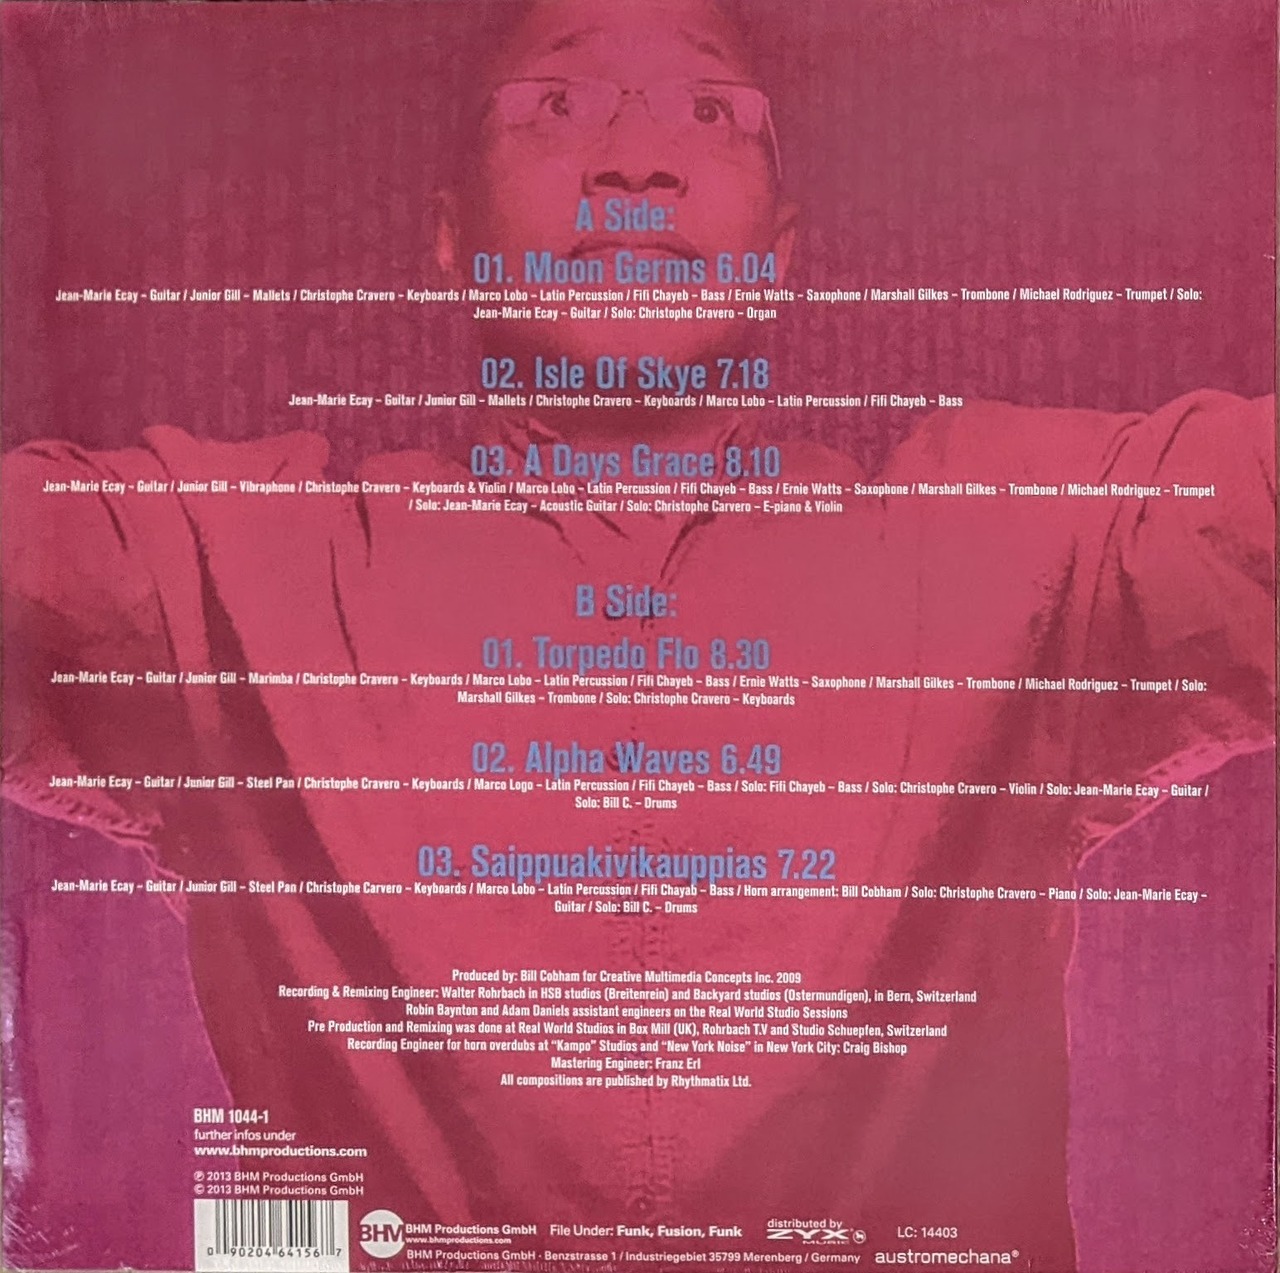 A Side:
01. Moon Germs 6.04
Jean-Marie Ecay – Guitar / Junior Gill – Mallets / Christophe Cravero – Keyboards / Marco Lobo – Latin Percussion / Fifi Chayeb – Bass / Ernie Watts – Saxophone / Marshall Gilkes – Trombone / Michael Rodriguez – Trumpet / Solo:
Jean-Marie Ecay – Guitar / Solo: Christophe Cravero – Organ
02. Isle Of Skye 7.18
Jean-Marie Ecay – Guitar / Junior Gill – Mallets / Christophe Cravero – Keyboards / Marco Lobo – Latin Percussion / Fifi Chayeb – Bass
03. A Days Grace 8.10
Jean-Marie Ecay – Guitar / Junior Gill – Vibraphone / Christophe Cravero – Keyboards & Violin / Marco Lobo – Latin Percussion / Fifi Chayeb – Bass / Ernie Watts – Saxophone / Marshall Gilkes – Trombone / Michael Rodriguez – Trumpet
/ Solo: Jean-Marie Ecay – Acoustic Guitar / Solo: Christophe Carvero – E-piano & Violin
B Side:
01. Torpedo Flo 8.30
Jean-Marie Ecay – Guitar / Junior Gill – Marimba / Christophe Cravero – Keyboards / Marco Lobo – Latin Percussion / Fifi Chayeb – Bass / Ernie Watts – Saxophone / Marshall Gilkes – Trombone / Michael Rodriguez – Trumpet / Solo:
Marshall Gilkes – Trombone / Solo: Christophe Cravero – Keyboards
02. Alpha Waves 6.49
Jean-Marie Ecay – Guitar / Junior Gill – Steel Pan / Christophe Cravero – Keyboards / Marco Logo – Latin Percussion / Fifi Chayeb – Bass / Solo: Fifi Chayeb – Bass / Solo: Christophe Cravero – Violin / Solo: Jean-Marie Ecay – Guitar /
Solo: Bill C. – Drums
03. Saippuakivikauppias 7.22
Jean-Marie Ecay – Guitar / Junior Gill – Steel Pan / Christophe Carvero – Keyboards / Marco Lobo – Latin Percussion / Fifi Chayab – Bass / Horn arrangement: Bill Cobham / Solo: Christophe Cravero – Piano / Solo: Jean-Marie Ecay –
Guitar / Solo: Bill C. – Drums
Produced by: Bill Cobham for Creative Multimedia Concepts Inc. 2009
Recording & Remixing Engineer: Walter Rohrbach in HSB studios (Breitenrein) and Backyard studios (Ostermundigen), in Bern, Switzerland
Robin Baynton and Adam Daniels assistant engineers on the Real World Studio Sessions
Pre Production and Remixing was done at Real World Studios in Box Mill (UK), Rohrbach T.V and Studio Schuepfen, Switzerland
Recording Engineer for horn overdubs at “Kampo” Studios and “New York Noise” in New York City: Craig Bishop
Mastering Engineer: Franz Erl
All compositions are published by Rhythmatix Ltd.
BHM 1044-1
further infos under
www.bhmproductions.com
℗ 2013 BHM Productions GmbH
© 2013 BHM Productions GmbH
0 90204 64156 7
BHM BHM Productions GmbH
www.bhmproductions.com
File Under: Funk, Fusion, Funk
distributed by
ZYX MUSIC
LC: 14403
BHM Productions GmbH · Benzstrasse 1 / Industriegebiet 35799 Merenberg / Germany
austromechana®